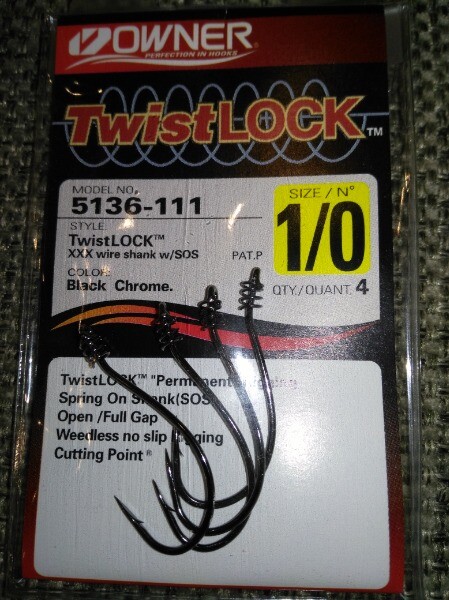 OWNER
PERFECTION IN HOOKS
TwistLOCK™
MODEL NO.
5136-111
STYLE:
TwistLOCK™
XXX wire shank w/SOS
PAT.P
COLOR:
Black Chrome.
SIZE / N°
1/0
QTY./QUANT. 4
TwistLOCK™ "Permanent
Spring On Shank(SOS)
Open /Full Gap
Weedless no slip rigging
Cutting Point®